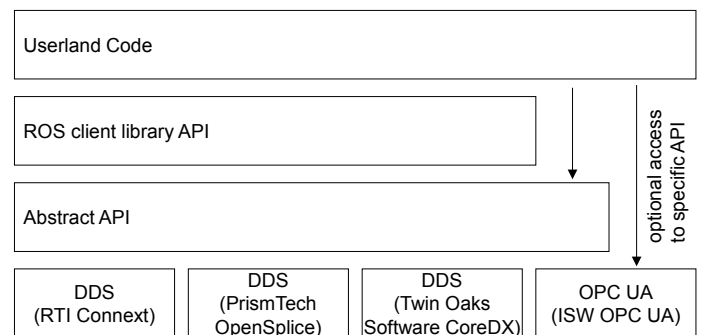 Userland Code
ROS client library API
Abstract API
optional access
to specific API
DDS
(RTI Connext)
DDS
(PrismTech
OpenSplice)
DDS
(Twin Oaks
Software CoreDX)
OPC UA
(ISW OPC UA)